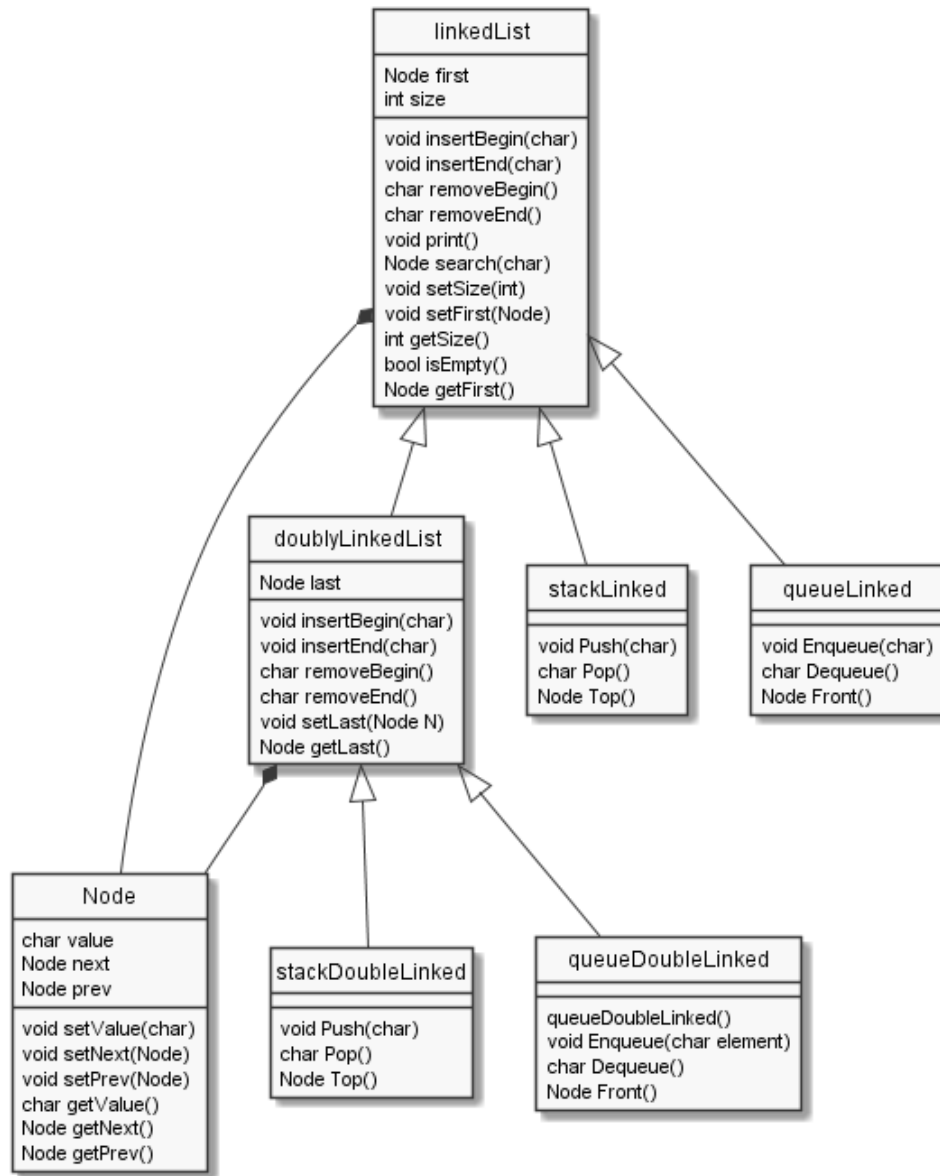 linkedList
Node first
int size
void insertBegin(char)
void insertEnd(char)
char removeBegin()
char removeEnd()
void print()
Node search(char)
void setSize(int)
void setFirst(Node)
int getSize()
bool isEmpty()
Node getFirst()
doublyLinkedList
Node last
void insertBegin(char)
void insertEnd(char)
char removeBegin()
char removeEnd()
void setLast(Node N)
Node getLast()
stackLinked
void Push(char)
char Pop()
Node Top()
queueLinked
void Enqueue(char)
char Dequeue()
Node Front()
Node
char value
Node next
Node prev
void setValue(char)
void setNext(Node)
void setPrev(Node)
char getValue()
Node getNext()
Node getPrev()
stackDoubleLinked
void Push(char)
char Pop()
Node Top()
queueDoubleLinked
queueDoubleLinked()
void Enqueue(char element)
char Dequeue()
Node Front()